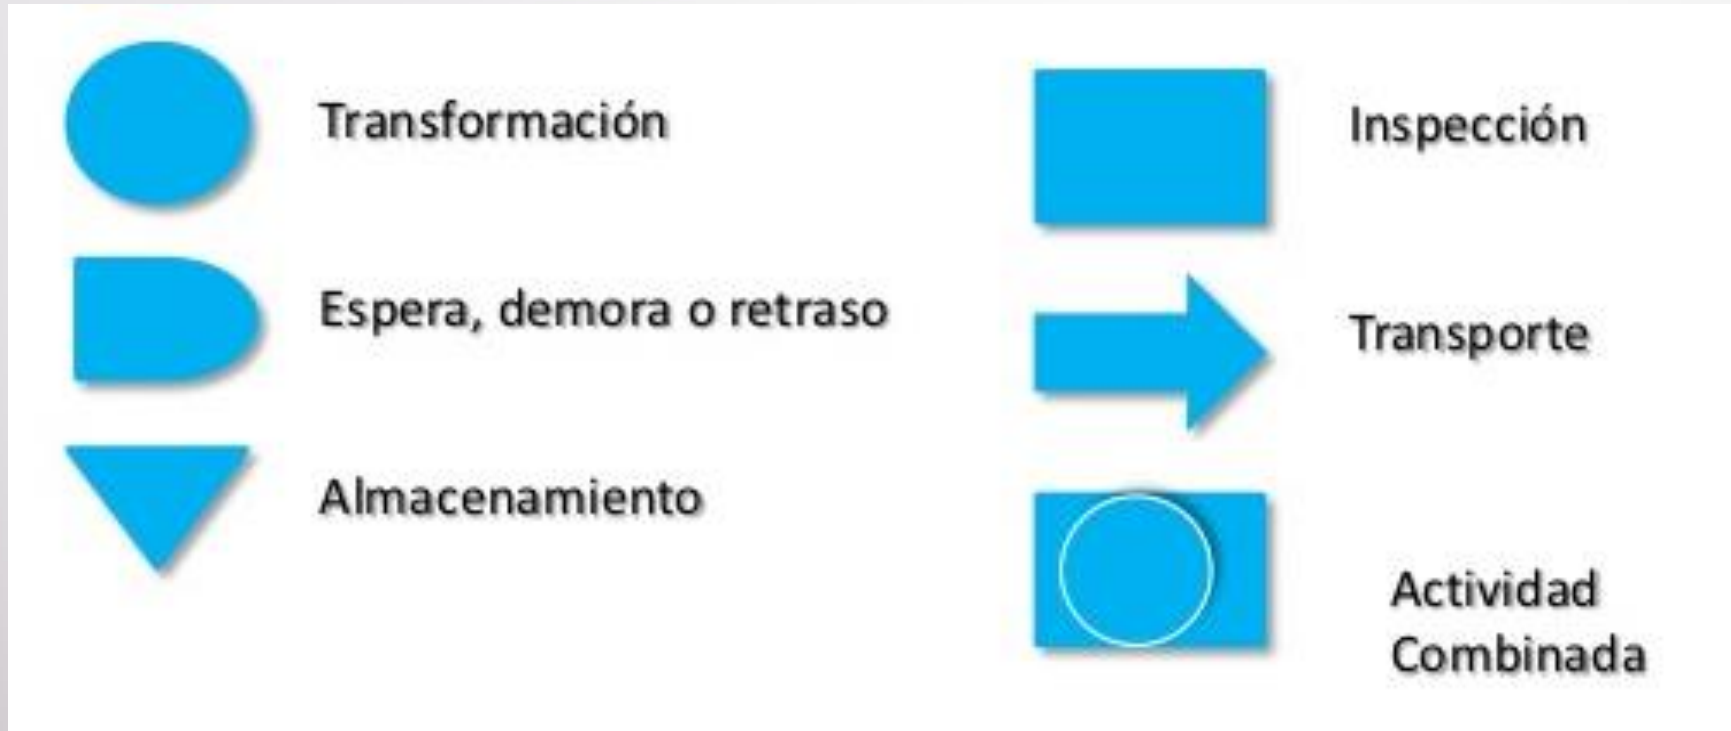 Transformación
Espera, demora o retraso
Almacenamiento
Inspección
Transporte
Actividad
Combinada